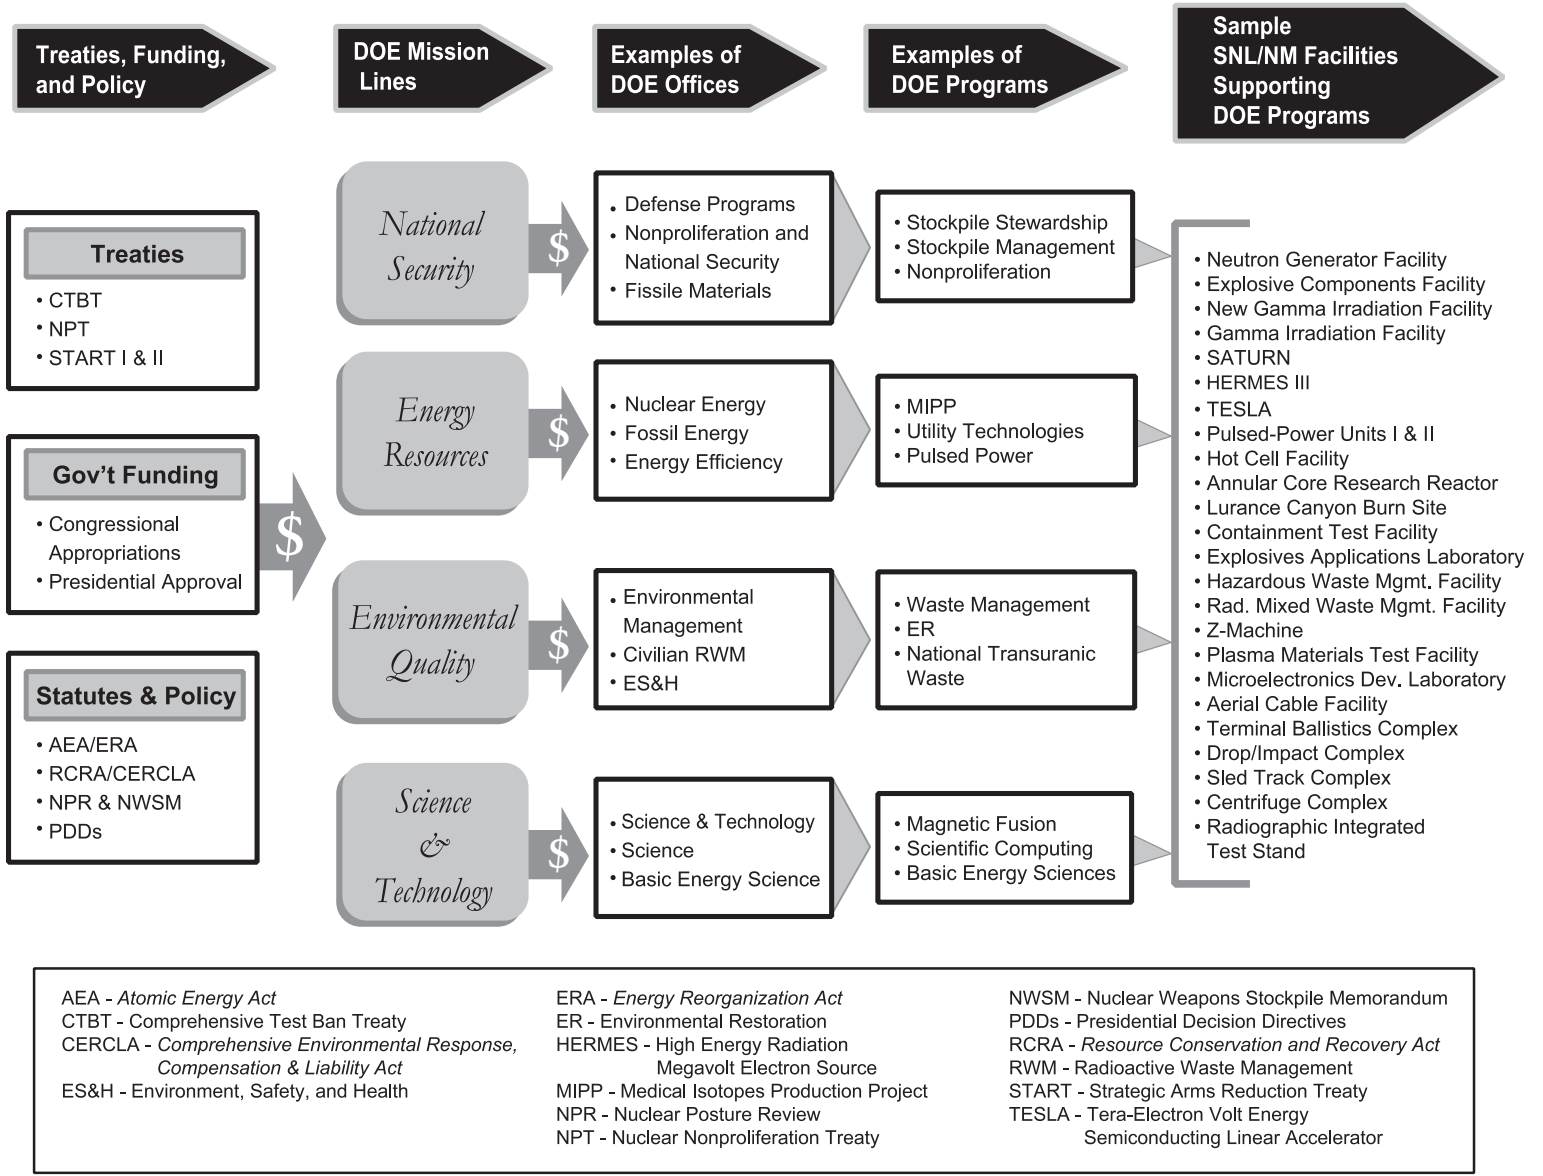 Treaties, Funding,
and Policy
DOE Mission
Lines
Examples of
DOE Offices
Examples of
DOE Programs
Sample
SNL/NM Facilities
Supporting
DOE Programs
Treaties
• CTBT
• NPT
• START I & II
Gov't Funding
• Congressional
Appropriations
• Presidential Approval
Statutes & Policy
• AEA/ERA
• RCRA/CERCLA
• NPR & NWSM
• PDDs
$
National
Security
$
• Defense Programs
• Nonproliferation and
National Security
• Fissile Materials
• Stockpile Stewardship
• Stockpile Management
• Nonproliferation
Energy
Resources
$
• Nuclear Energy
• Fossil Energy
• Energy Efficiency
• MIPP
• Utility Technologies
• Pulsed Power
Environmental
Quality
$
• Environmental
Management
• Civilian RWM
• ES&H
• Waste Management
• ER
• National Transuranic
Waste
Science
&
Technology
$
• Science & Technology
• Science
• Basic Energy Science
• Magnetic Fusion
• Scientific Computing
• Basic Energy Sciences
• Neutron Generator Facility
• Explosive Components Facility
• New Gamma Irradiation Facility
• Gamma Irradiation Facility
• SATURN
• HERMES III
• TESLA
• Pulsed-Power Units I & II
• Hot Cell Facility
• Annular Core Research Reactor
• Lurance Canyon Burn Site
• Containment Test Facility
• Explosives Applications Laboratory
• Hazardous Waste Mgmt. Facility
• Rad. Mixed Waste Mgmt. Facility
• Z-Machine
• Plasma Materials Test Facility
• Microelectronics Dev. Laboratory
• Aerial Cable Facility
• Terminal Ballistics Complex
• Drop/Impact Complex
• Sled Track Complex
• Centrifuge Complex
• Radiographic Integrated
Test Stand
AEA - Atomic Energy Act
CTBT - Comprehensive Test Ban Treaty
CERCLA - Comprehensive Environmental Response,
Compensation & Liability Act
ES&H - Environment, Safety, and Health
ERA - Energy Reorganization Act
ER - Environmental Restoration
HERMES - High Energy Radiation
Megavolt Electron Source
MIPP - Medical Isotopes Production Project
NPR - Nuclear Posture Review
NPT - Nuclear Nonproliferation Treaty
NWSM - Nuclear Weapons Stockpile Memorandum
PDDs - Presidential Decision Directives
RCRA - Resource Conservation and Recovery Act
RWM - Radioactive Waste Management
START - Strategic Arms Reduction Treaty
TESLA - Tera-Electron Volt Energy
Semiconducting Linear Accelerator